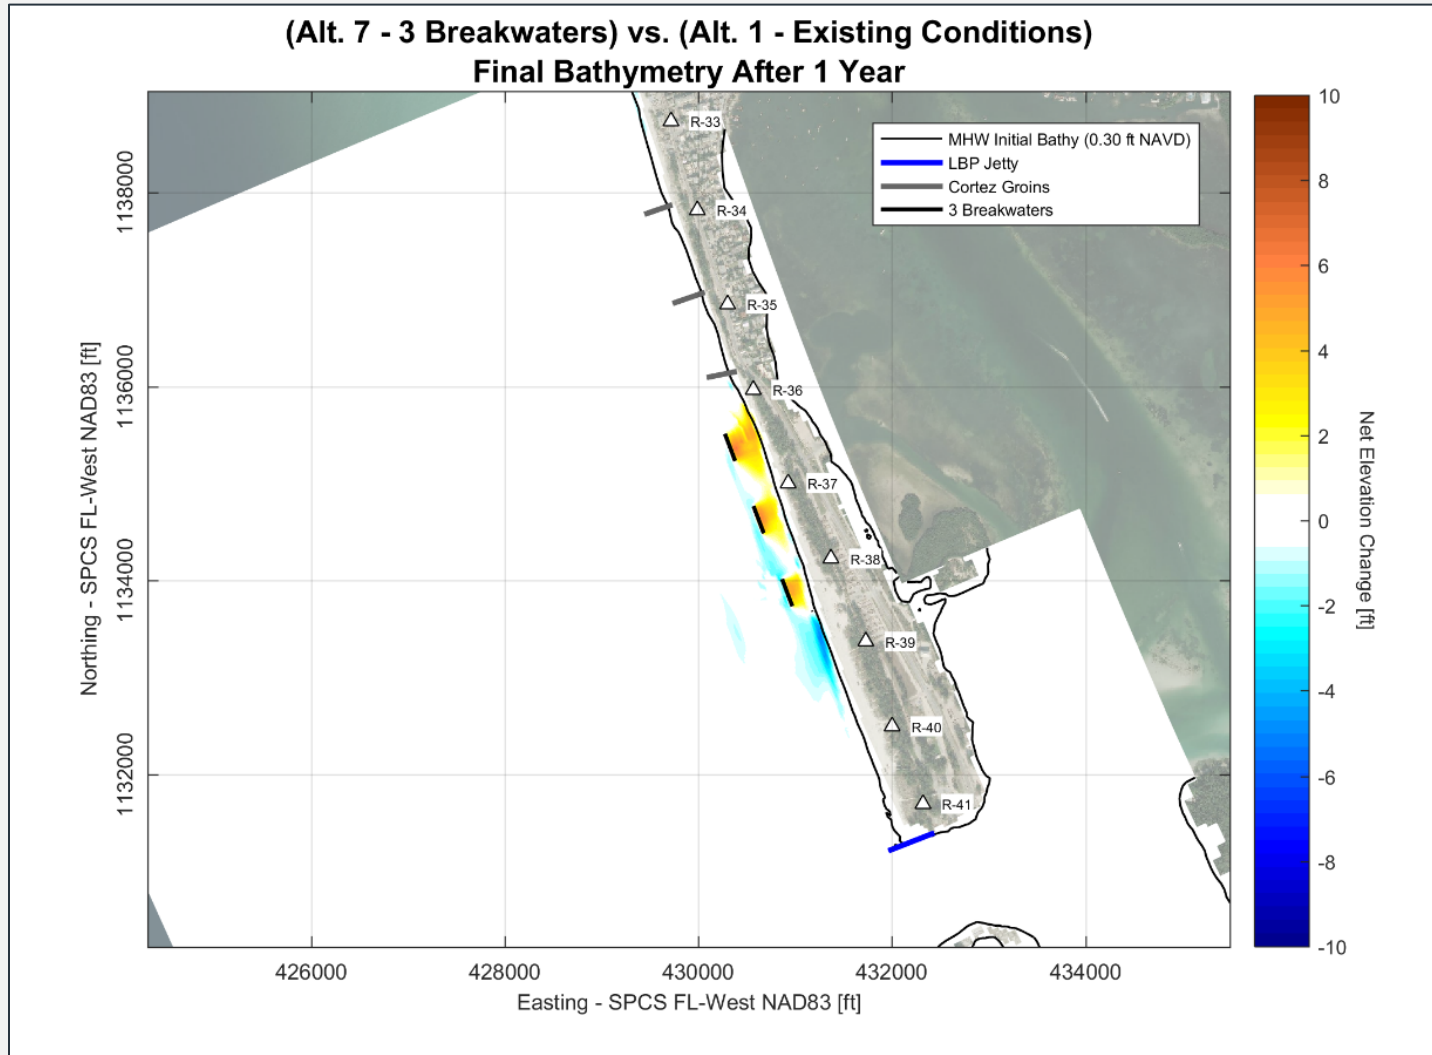 (Alt. 7 - 3 Breakwaters) vs. (Alt. 1 - Existing Conditions)
Final Bathymetry After 1 Year
MHW Initial Bathy (0.30 ft NAVD)
LBP Jetty
Cortez Groins
3 Breakwaters
R-33
R-34
R-35
R-36
R-37
R-38
R-39
R-40
R-41
Northing - SPCS FL-West NAD83 [ft]
1138000
1136000
1134000
1132000
426000
428000
430000
432000
434000
Easting - SPCS FL-West NAD83 [ft]
10
8
6
4
2
0
-2
-4
-6
-8
-10
Net Elevation Change [ft]